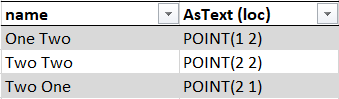 name AsText (loc)
One Two POINT(1 2)
Two Two POINT(2 2)
Two One POINT(2 1)